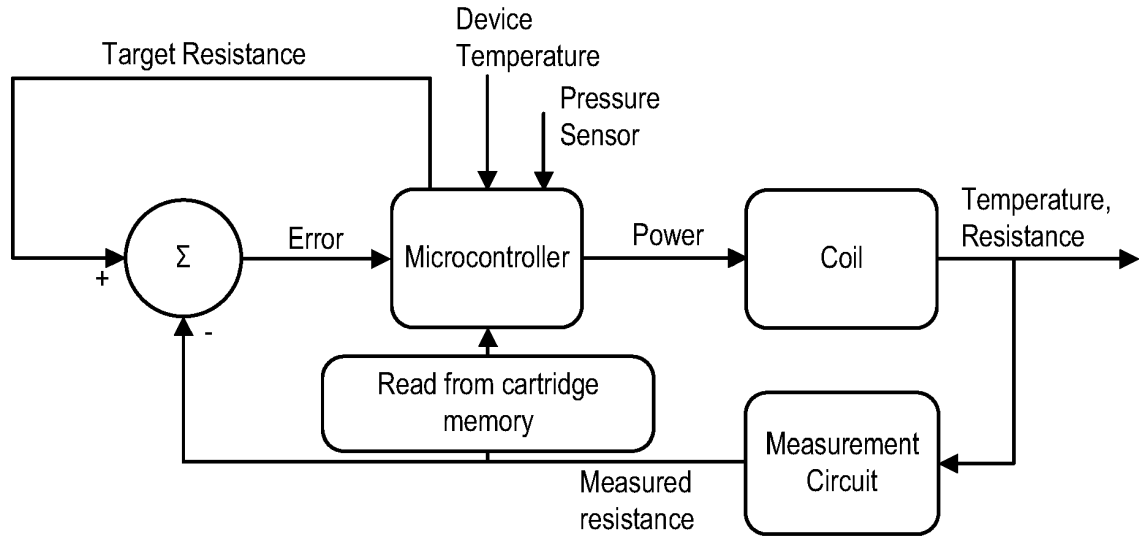 Device
Temperature
Target Resistance
Pressure
Sensor
Temperature,
Resistance
Error
Power
Σ
Microcontroller
Coil
+
-
Read from cartridge
memory
Measurement
Circuit
Measured
resistance